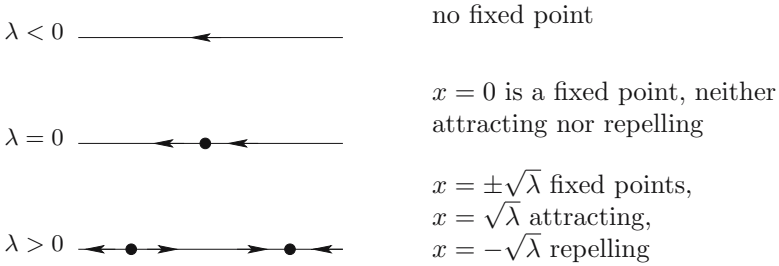 λ < 0
no fixed point
λ = 0
x = 0 is a fixed point, neither
attracting nor repelling
λ > 0
x = ±√λ fixed points,
x = √λ attracting,
x = −√λ repelling